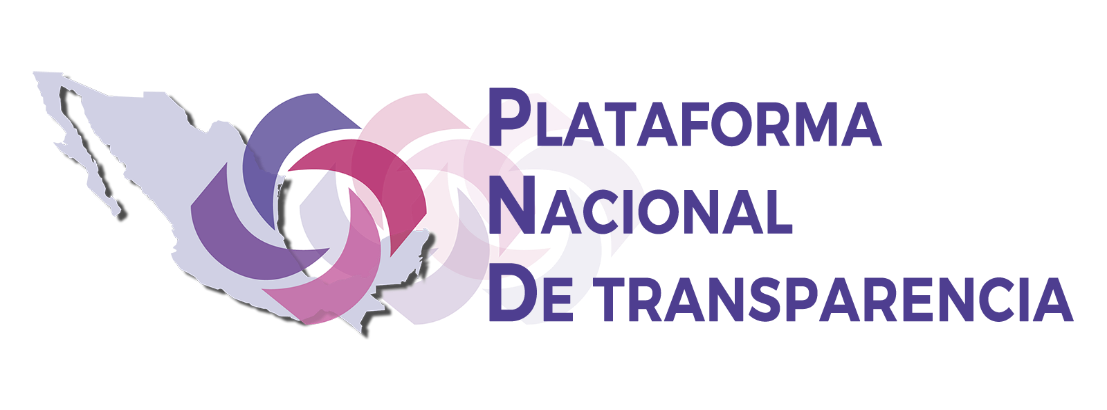 PLATAFORMA
NACIONAL
DE TRANSPARENCIA